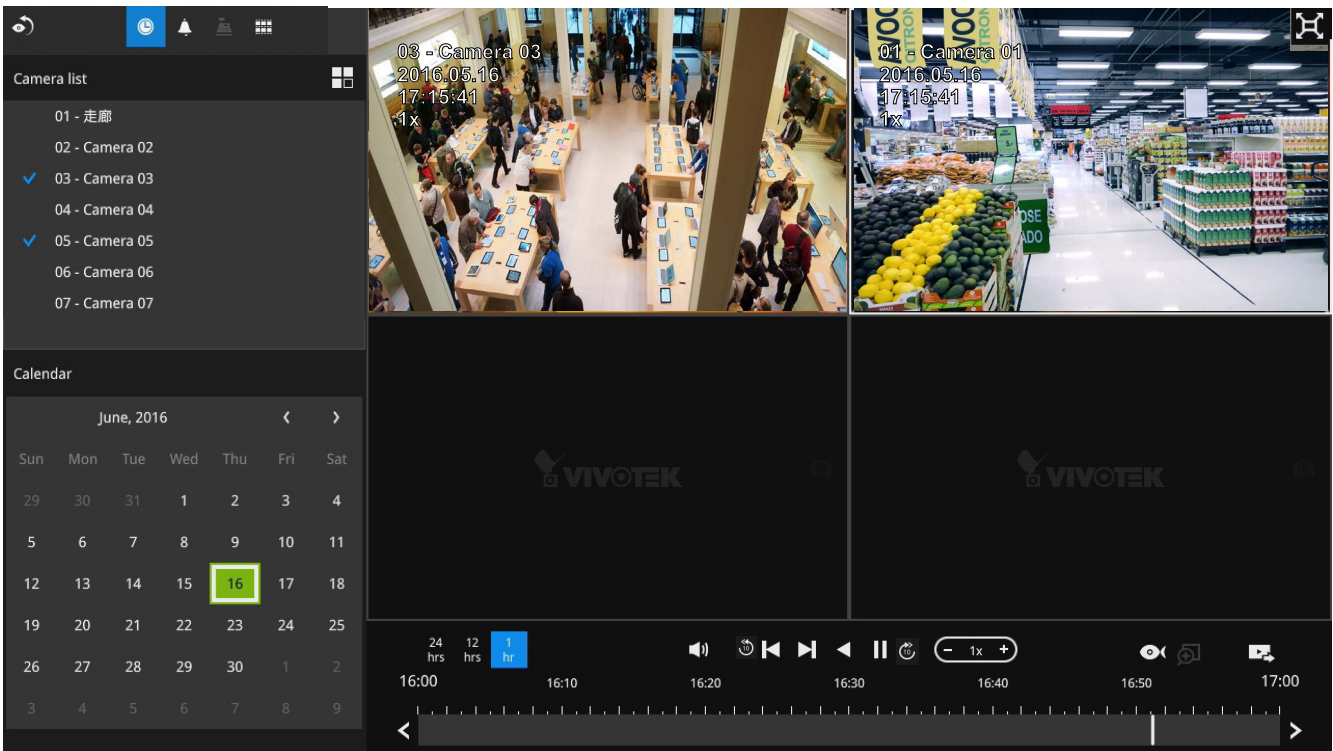 Camera list
01 - 走廊
02 - Camera 02
03 - Camera 03
04 - Camera 04
05 - Camera 05
06 - Camera 06
07 - Camera 07
Calendar
June, 2016
Sun Mon Tue Wed Thu Fri Sat
29 30 31 1 2 3 4
5 6 7 8 9 10 11
12 13 14 15 16 17 18
19 20 21 22 23 24 25
26 27 28 29 30 1 2
3 4 5 6 7 8 9
03 - Camera 03
2016.05.16
17:15:41
1x
01 - Camera 01
2016.05.16
17:15:41
1x
VIVOTEK
VIVOTEK
24 hrs
12 hrs
1 hr
10
10
1x
16:00 16:10 16:20 16:30 16:40 16:50 17:00